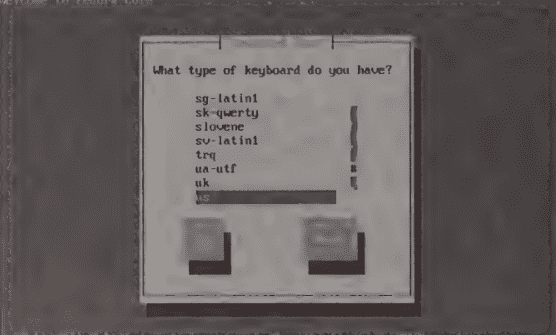 What type of keyboard do you have?
sg-latin1
sk-qwerty
slovene
sv-latin1
trq
ua-utf
uk
us